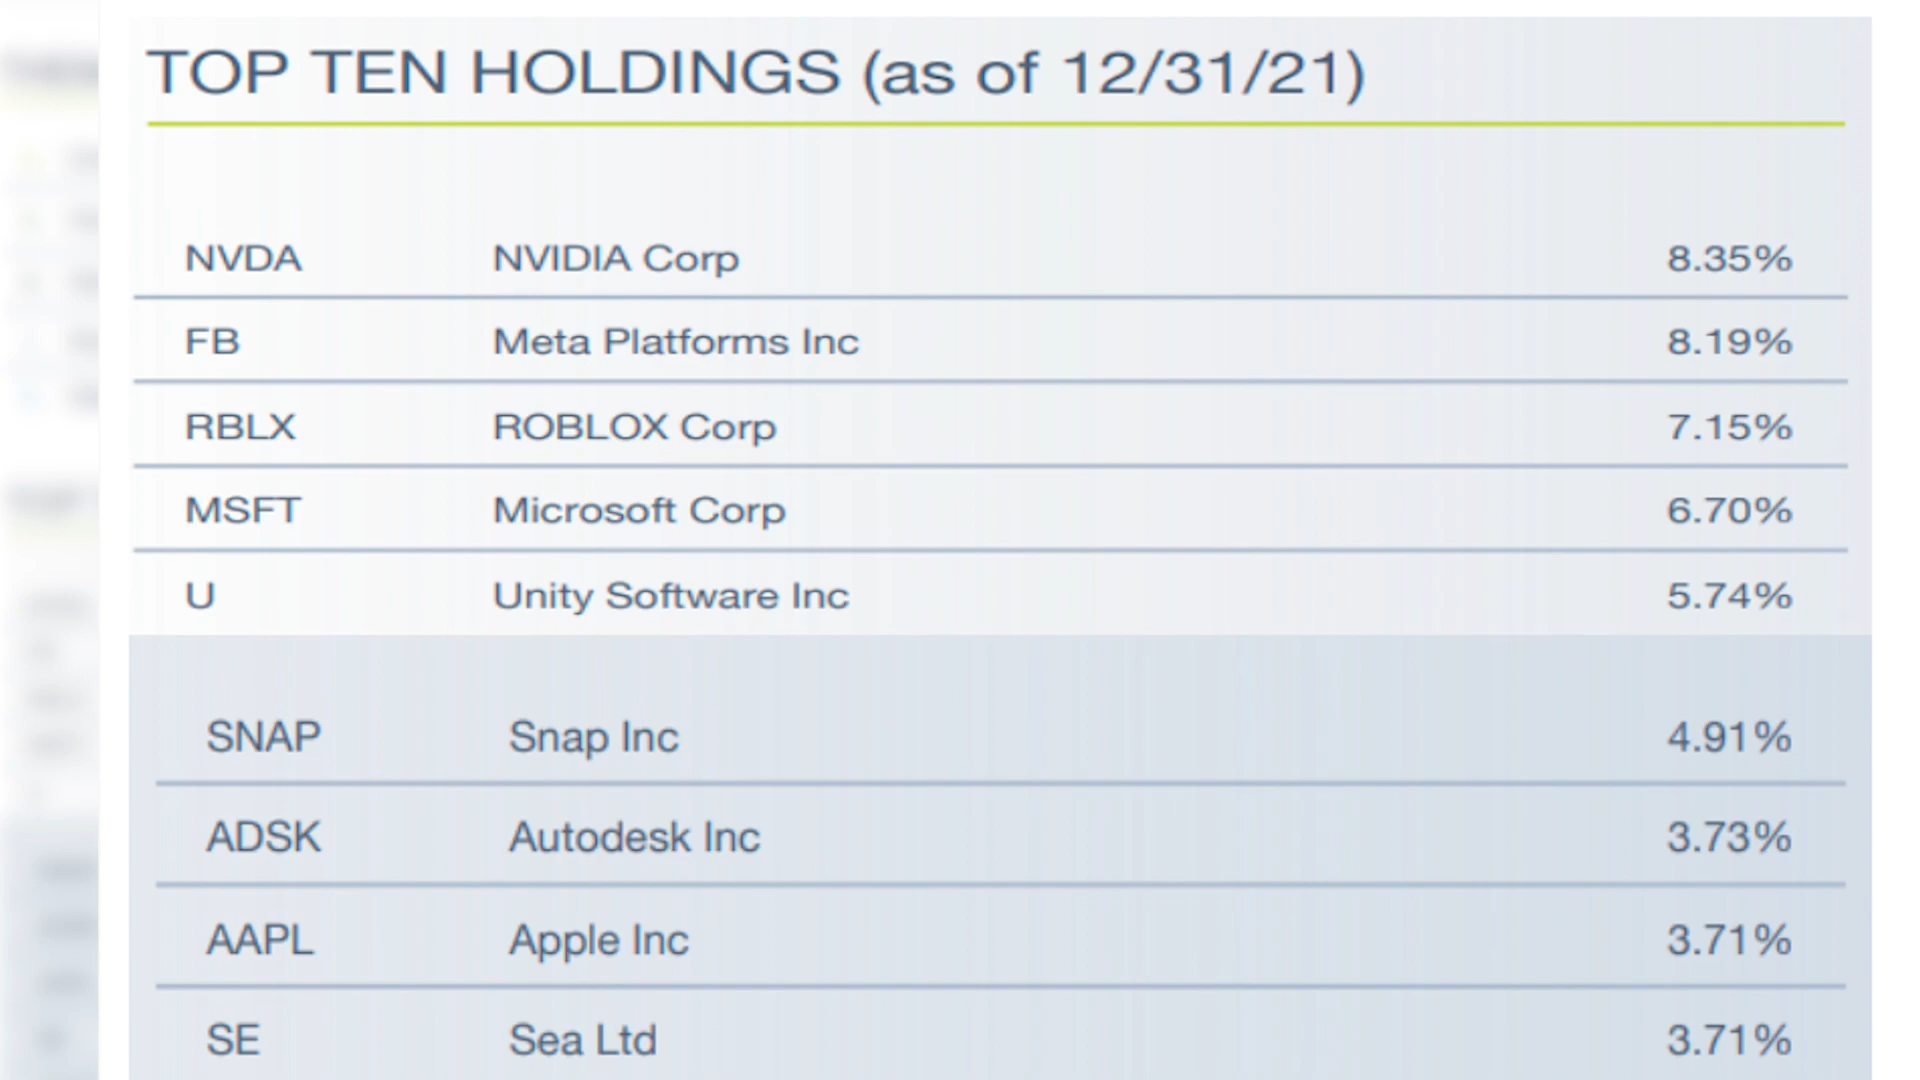 TOP TEN HOLDINGS (as of 12/31/21)
NVDA NVIDIA Corp 8.35%
FB Meta Platforms Inc 8.19%
RBLX ROBLOX Corp 7.15%
MSFT Microsoft Corp 6.70%
U Unity Software Inc 5.74%
SNAP Snap Inc 4.91%
ADSK Autodesk Inc 3.73%
AAPL Apple Inc 3.71%
SE Sea Ltd 3.71%